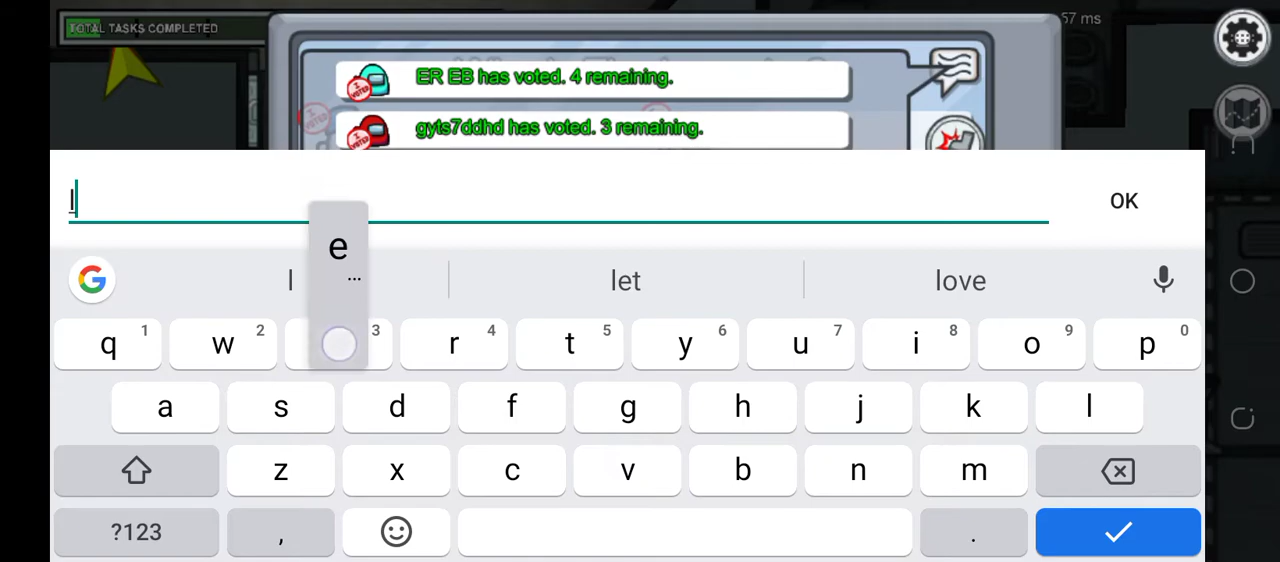 TOTAL TASKS COMPLETED
57 ms
ER EB has voted. 4 remaining.
gyts7ddhd has voted. 3 remaining.
l
OK
e
...
l let love
q 1 w 2 3 r 4 t 5 y 6 u 7 i 8 o 9 p 0
a s d f g h j k l
z x c v b n m
?123 , .